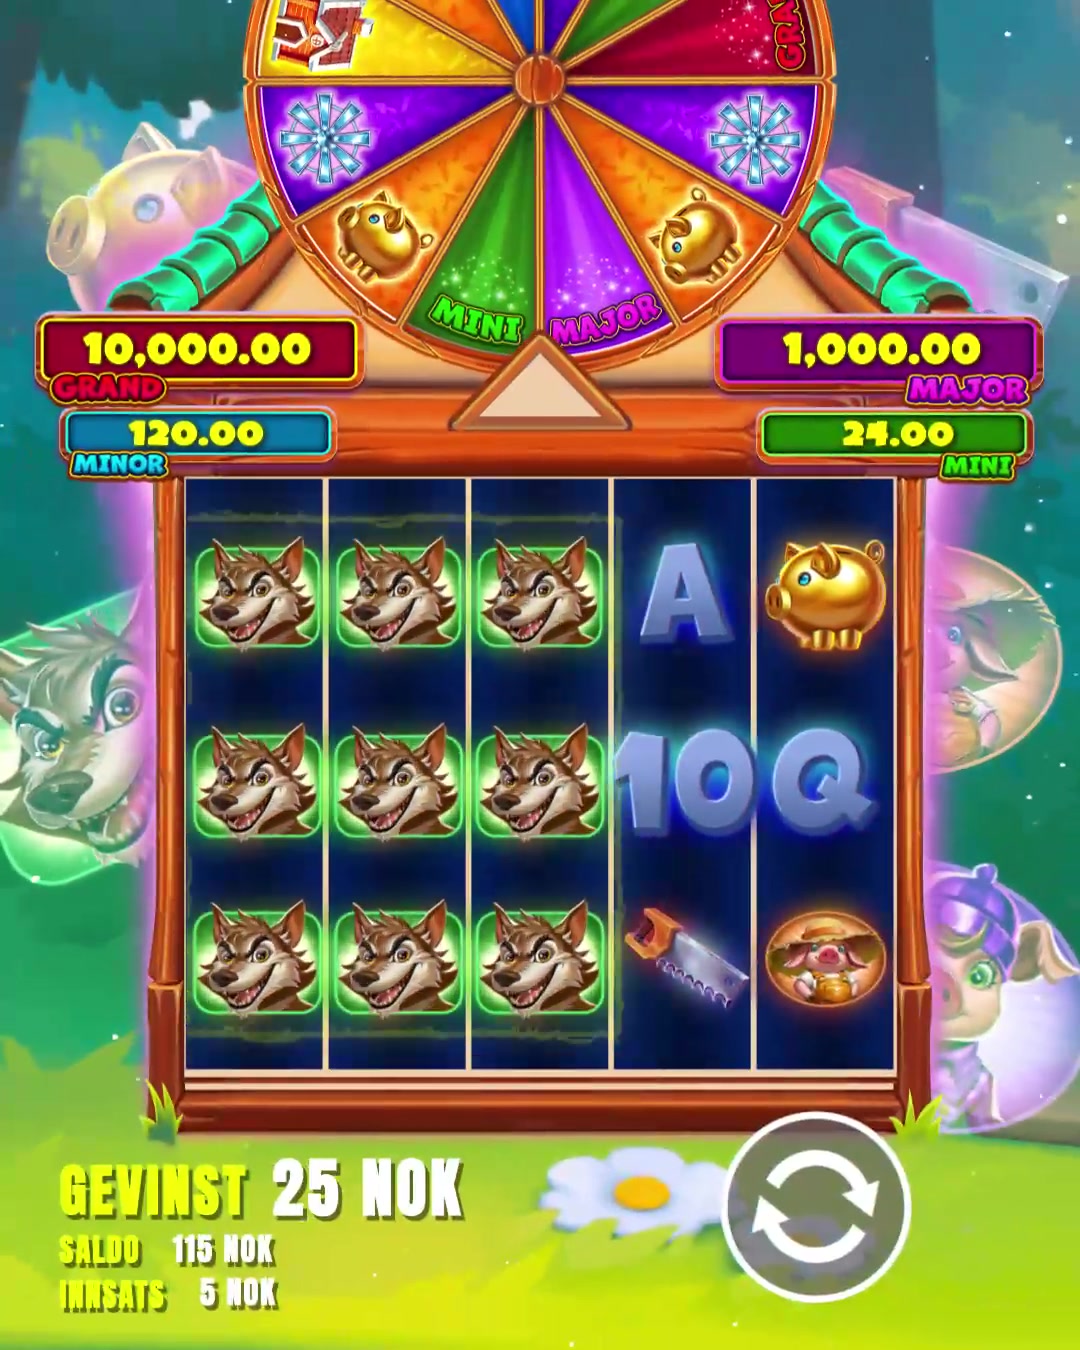 GRA
MINI
MAJOR
10,000.00
GRAND
1,000.00
MAJOR
120.00
MINOR
24.00
MINI
A
10
Q
GEVINST 25 NOK
SALDO 115 NOK
INNSATS 5 NOK